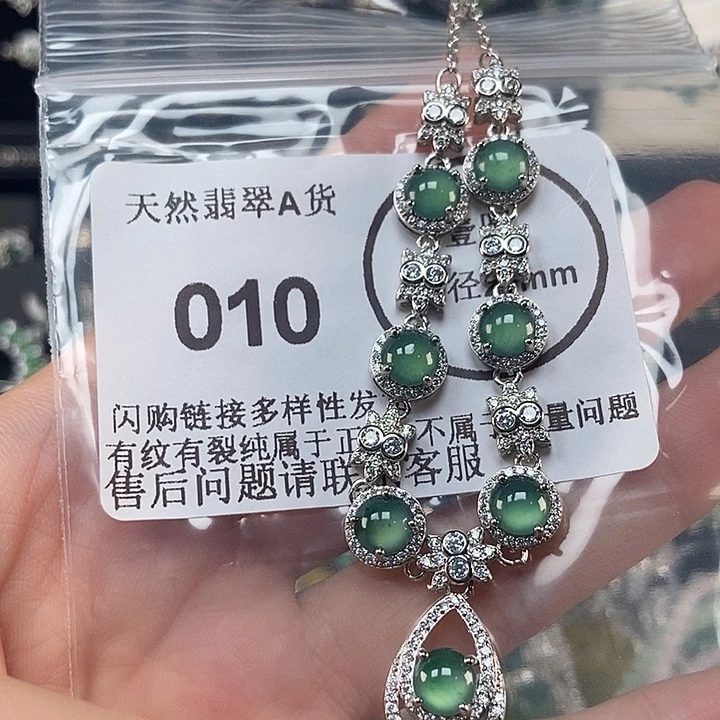 天然翡翠A货
010
壹
径 mm
闪购链接多样性发
有纹有裂纯属于正 不属于 量问题
售后问题请联 客服